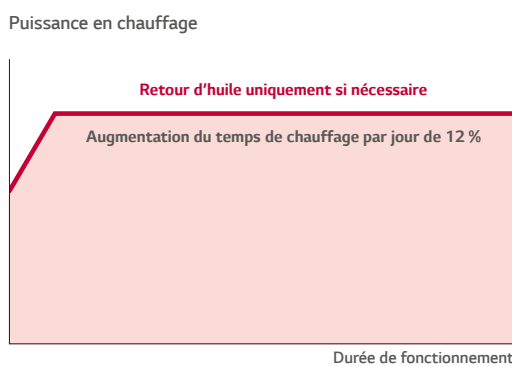 Puissance en chauffage
Retour d’huile uniquement si nécessaire
Augmentation du temps de chauffage par jour de 12 %
Durée de fonctionnement